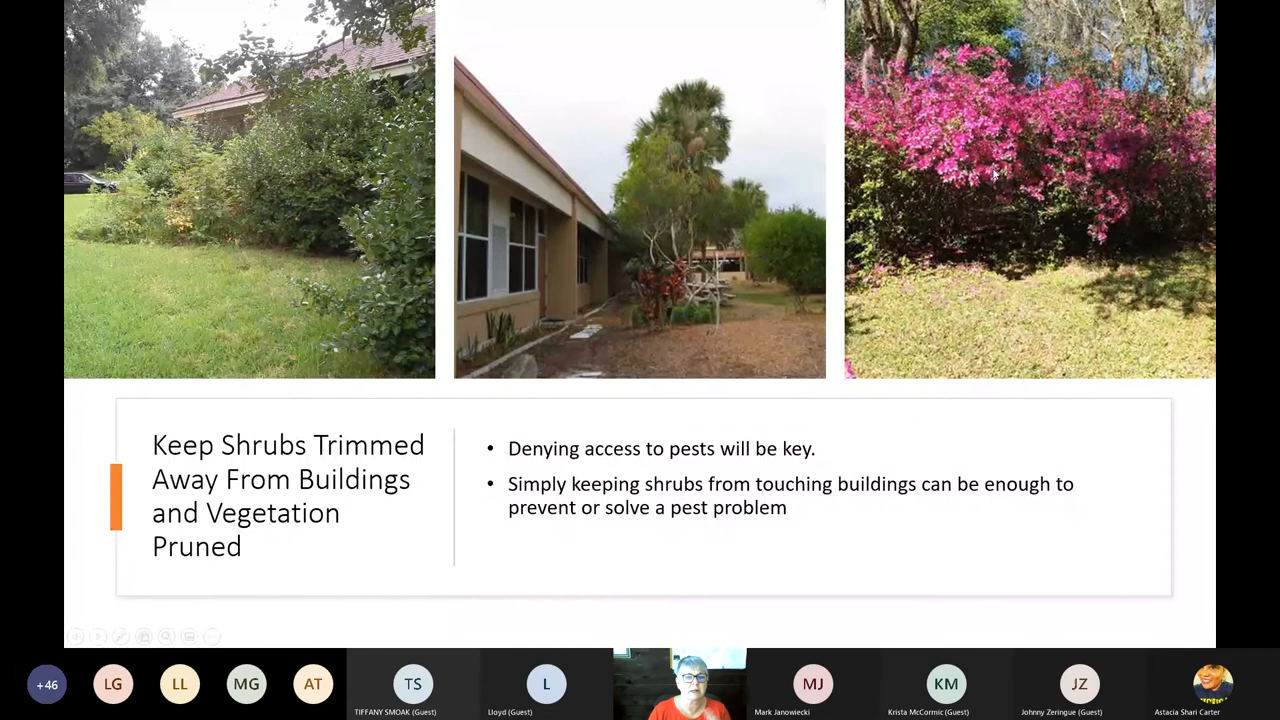 Keep Shrubs Trimmed
Away From Buildings
and Vegetation
Pruned
• Denying access to pests will be key.
• Simply keeping shrubs from touching buildings can be enough to
prevent or solve a pest problem
+46
LG
LL
MG
AT
TS
TIFFANY SMOAK (Guest)
L
Lloyd (Guest)
MJ
Mark Janowiecki
KM
Krista McCormic (Guest)
JZ
Johnny Zeringue (Guest)
Astacia Shari Carter